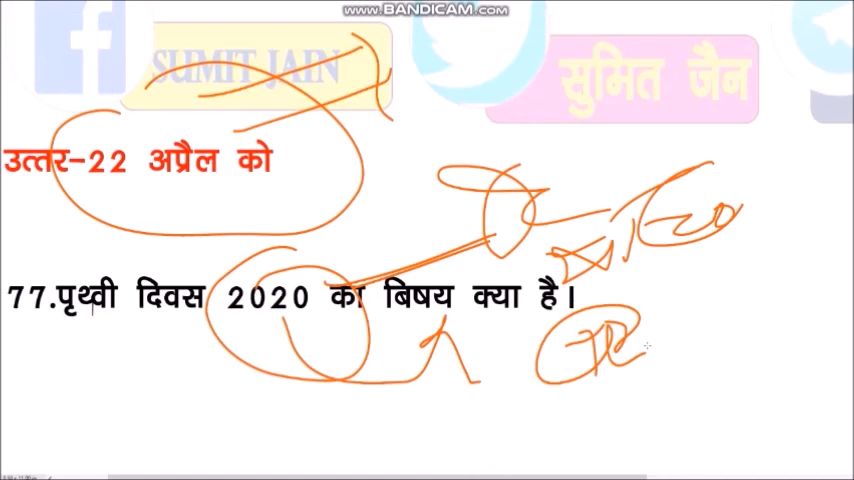 www.BANDICAM.com
SUMIT JAIN
सुमित जैन
उत्तर-22 अप्रैल को
77.पृथ्वी दिवस 2020 का बिषय क्या है।